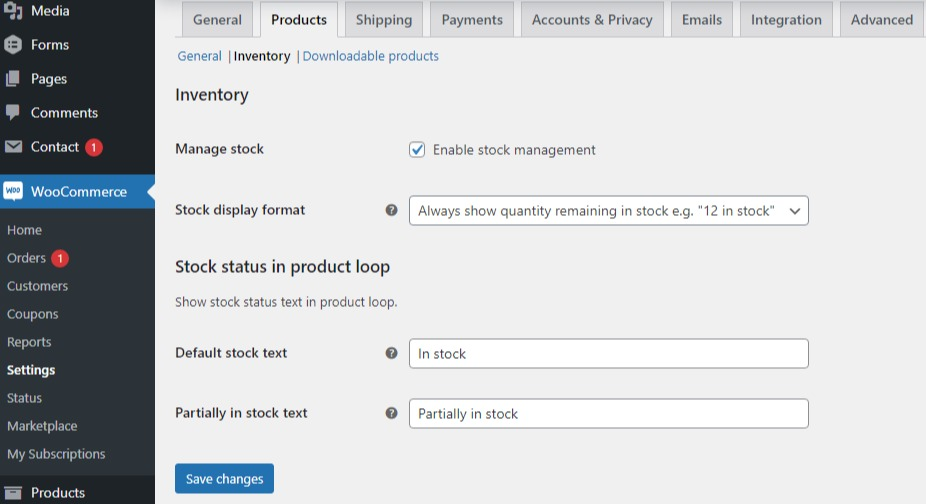 Media
Forms
Pages
Comments
Contact 1
woo WooCommerce
Home
Orders 1
Customers
Coupons
Reports
Settings
Status
Marketplace
My Subscriptions
Products
General Products Shipping Payments Accounts & Privacy Emails Integration Advanced
General | Inventory | Downloadable products
Inventory
Manage stock Enable stock management
Stock display format ? Always show quantity remaining in stock e.g. "12 in stock"
Stock status in product loop
Show stock status text in product loop.
Default stock text ? In stock
Partially in stock text ? Partially in stock
Save changes